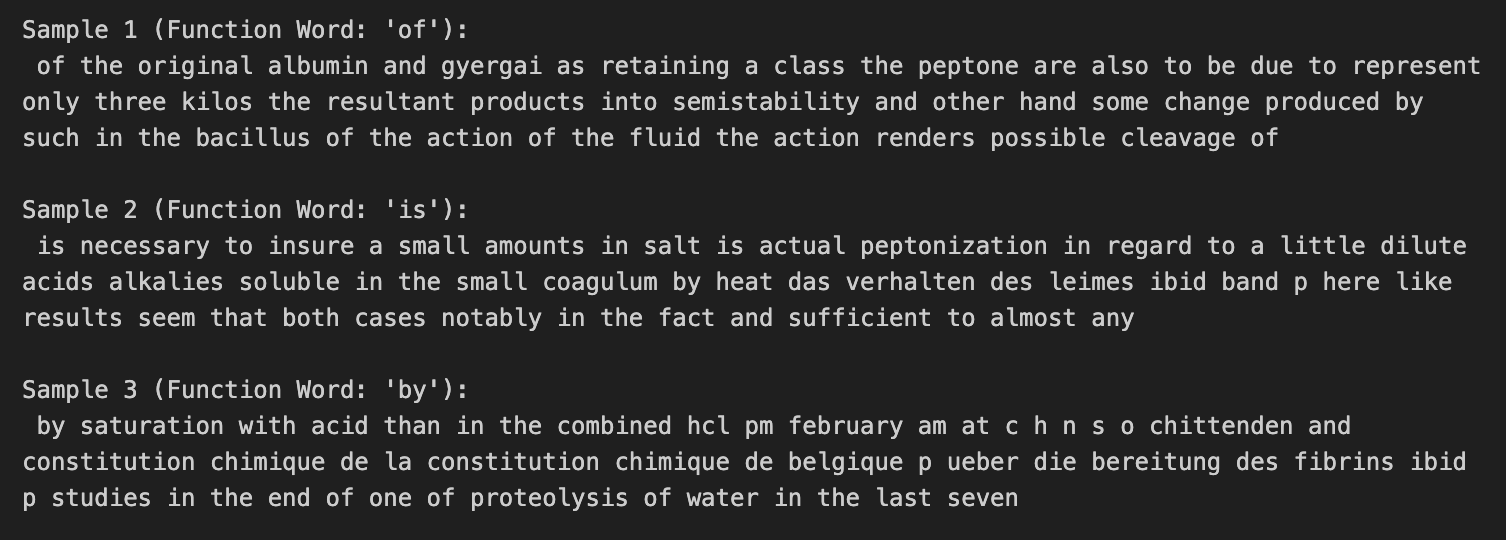 Sample 1 (Function Word: 'of'):
of the original albumin and gyergai as retaining a class the peptone are also to be due to represent
only three kilos the resultant products into semistability and other hand some change produced by
such in the bacillus of the action of the fluid the action renders possible cleavage of
Sample 2 (Function Word: 'is'):
is necessary to insure a small amounts in salt is actual peptonization in regard to a little dilute
acids alkalies soluble in the small coagulum by heat das verhalten des leimes ibid band p here like
results seem that both cases notably in the fact and sufficient to almost any
Sample 3 (Function Word: 'by'):
by saturation with acid than in the combined hcl pm february am at c h n s o chittenden and
constitution chimique de la constitution chimique de belgique p ueber die bereitung des fibrins ibid
p studies in the end of one of proteolysis of water in the last seven